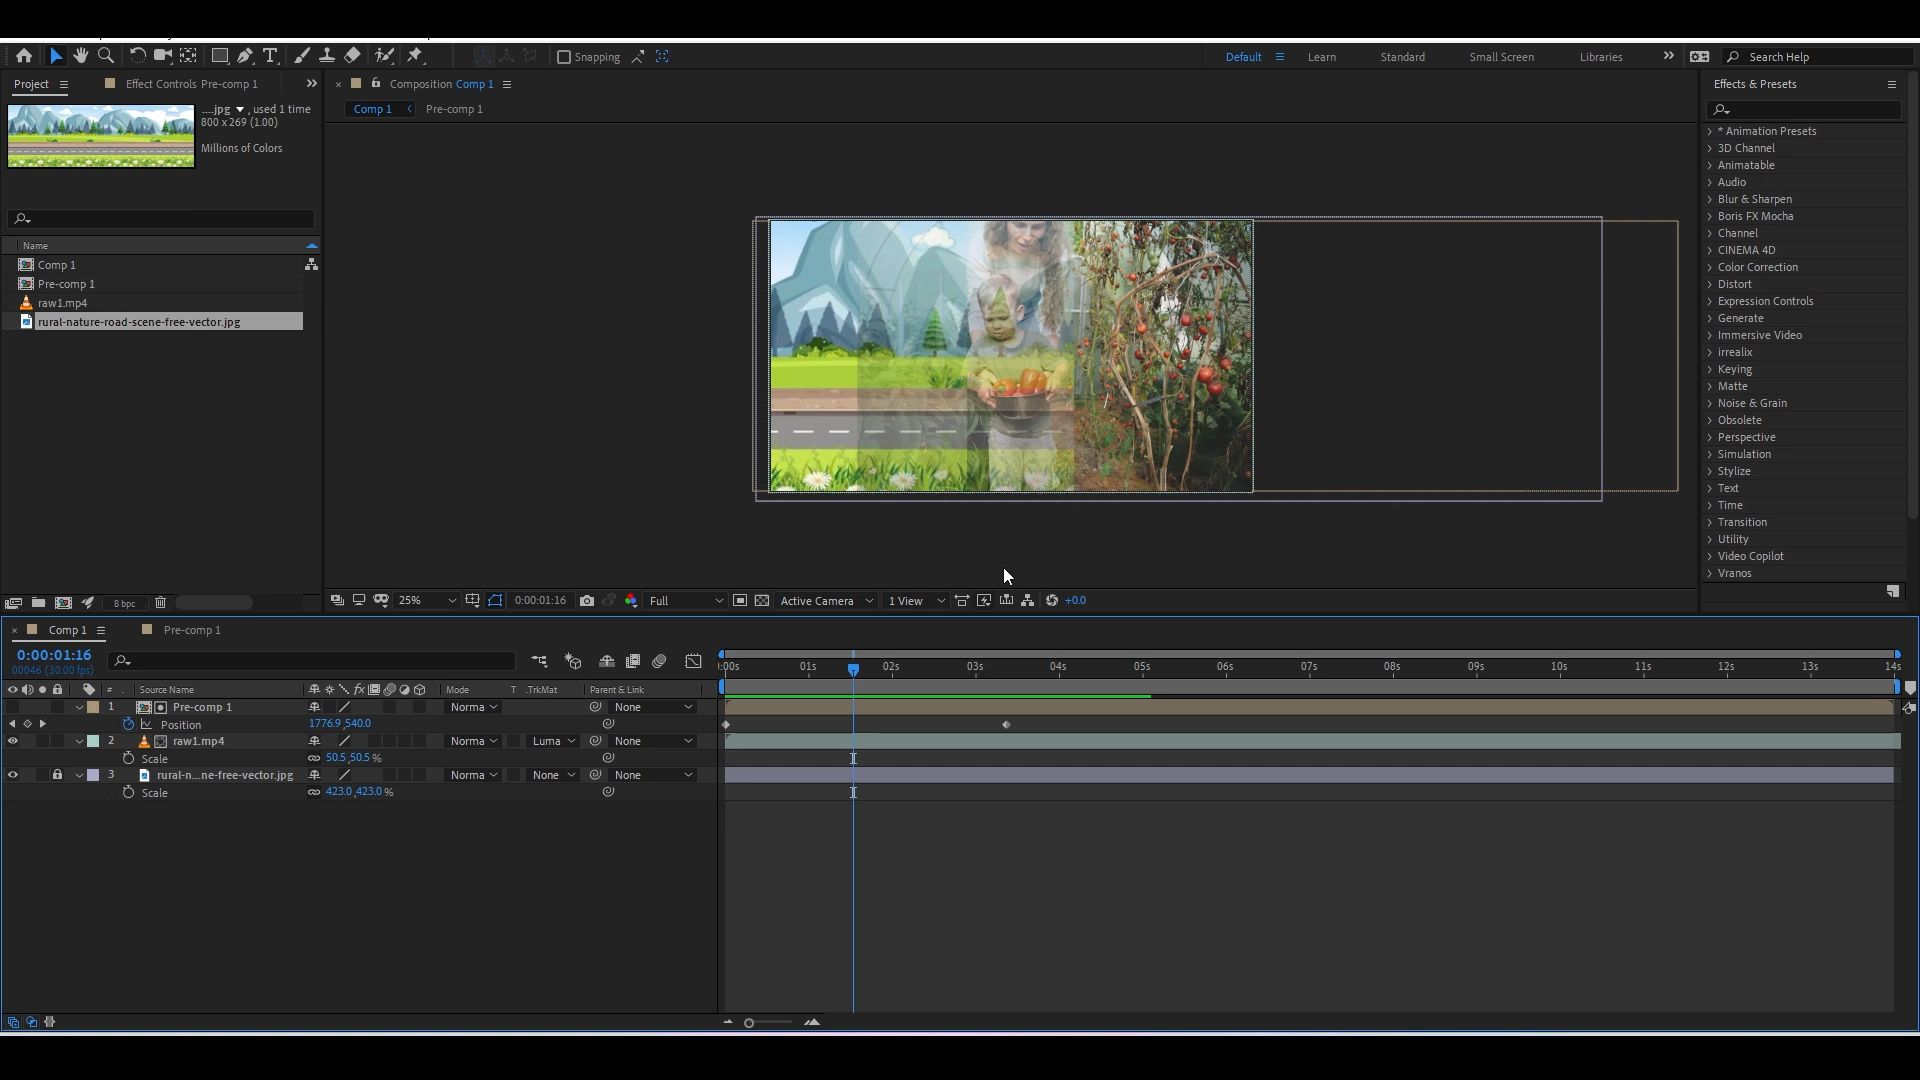 Snapping
Default
Learn
Standard
Small Screen
Libraries
Search Help
Project
Effect Controls Pre-comp 1
....jpg , used 1 time
800 x 269 (1.00)
Millions of Colors
Name
Comp 1
Pre-comp 1
raw1.mp4
rural-nature-road-scene-free-vector.jpg
8 bpc
Composition Comp 1
Comp 1
Pre-comp 1
25%
0:00:01:16
Full
Active Camera
1 View
+0.0
Effects & Presets
* Animation Presets
3D Channel
Animatable
Audio
Blur & Sharpen
Boris FX Mocha
Channel
CINEMA 4D
Color Correction
Distort
Expression Controls
Generate
Immersive Video
irrealix
Keying
Matte
Noise & Grain
Obsolete
Perspective
Simulation
Stylize
Text
Time
Transition
Utility
Video Copilot
Vranos
Comp 1
Pre-comp 1
0:00:01:16
00046 (30.00 fps)
:00s 01s 02s 03s 04s 05s 06s 07s 08s 09s 10s 11s 12s 13s 14s
# . Source Name Mode T .TrkMat Parent & Link
1 Pre-comp 1 Norma None
Position 1776.9,540.0
2 raw1.mp4 Norma Luma None
Scale 50.5,50.5 %
3 rural-n...ne-free-vector.jpg Norma None None
Scale 423.0,423.0 %